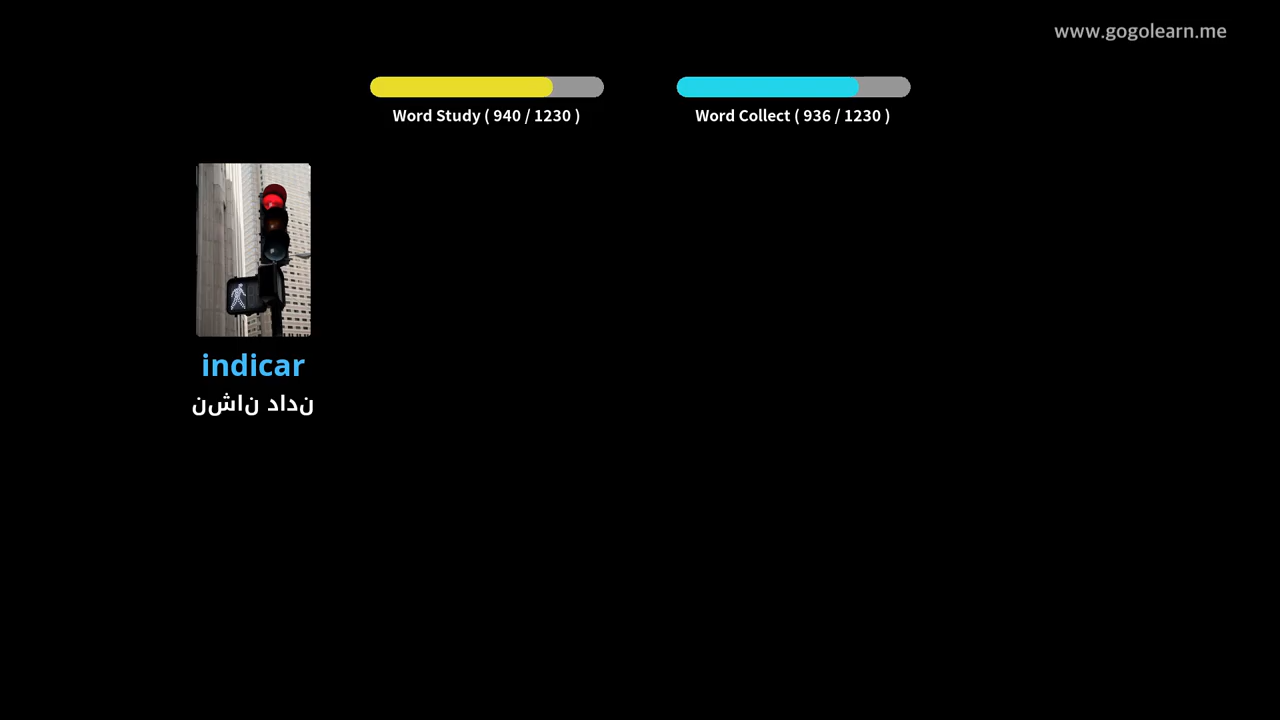 www.gogolearn.me
Word Study ( 940 / 1230 )
Word Collect ( 936 / 1230 )
indicar
نشان دادن